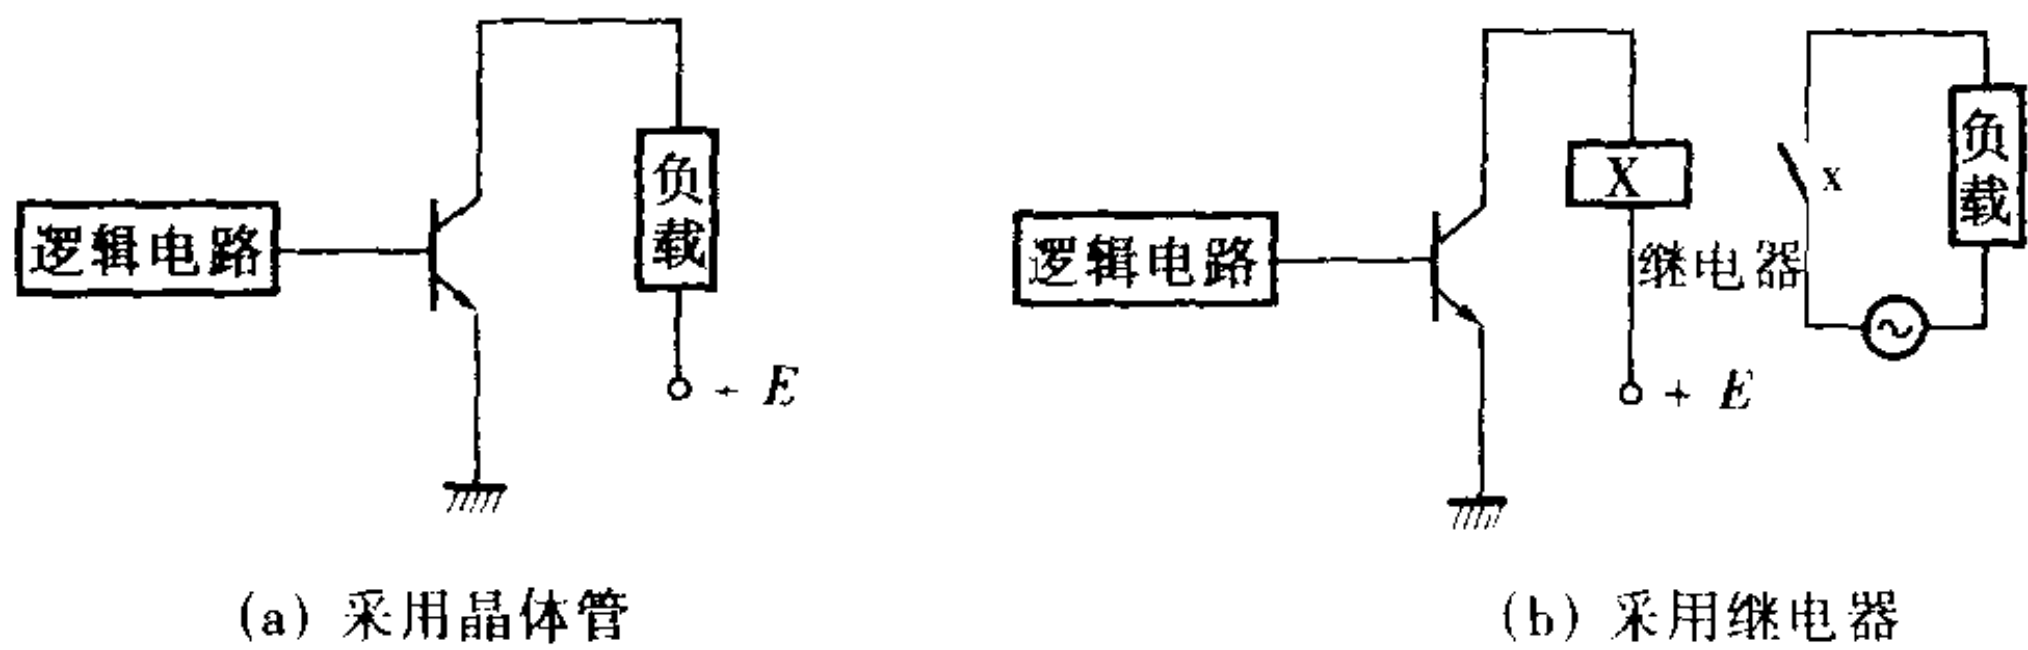 负载
逻辑电路
+ E
(a) 采用晶体管
X
x
负载
逻辑电路
继电器
+ E
(b) 采用继电器